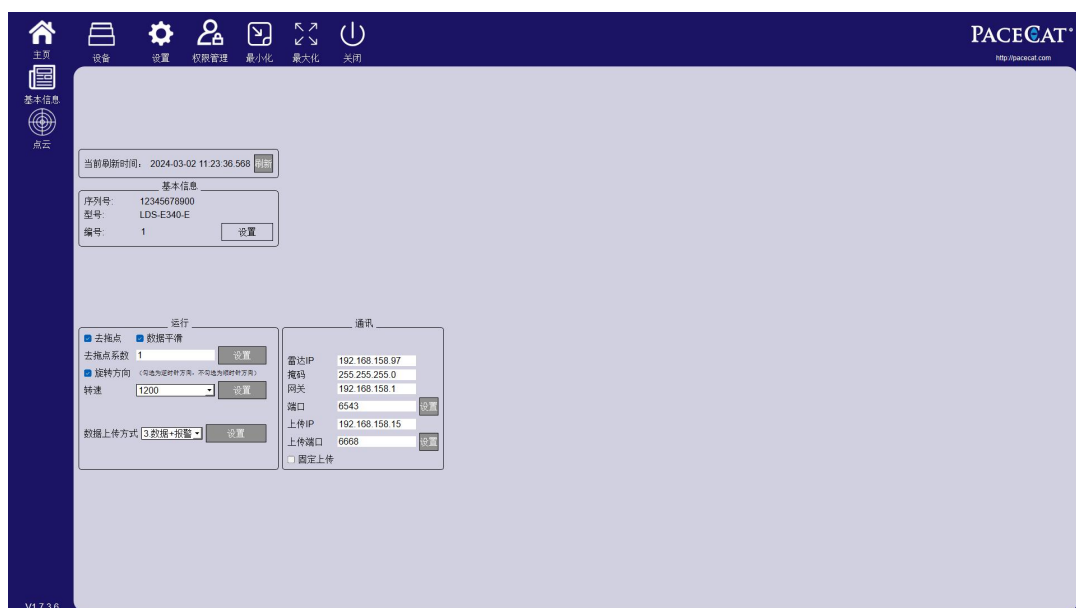 主页
设备
设置
权限管理
最小化
最大化
关闭
PACECAT
http://pacecat.com
基本信息
点云
当前刷新时间: 2024-03-02 11:23:36.568 刷新
基本信息
序列号: 12345678900
型号: LDS-E340-E
编号: 1 设置
运行
去拖点 数据平滑
去拖点系数 1 设置
旋转方向 (勾选为逆时针方向，不勾选为顺时针方向)
转速 1200 设置
数据上传方式 3.数据+报警 设置
通讯
雷达IP 192.168.158.97
掩码 255.255.255.0
网关 192.168.158.1
端口 6543 设置
上传IP 192.168.158.15
上传端口 6668 设置
固定上传
V1.7.3.6